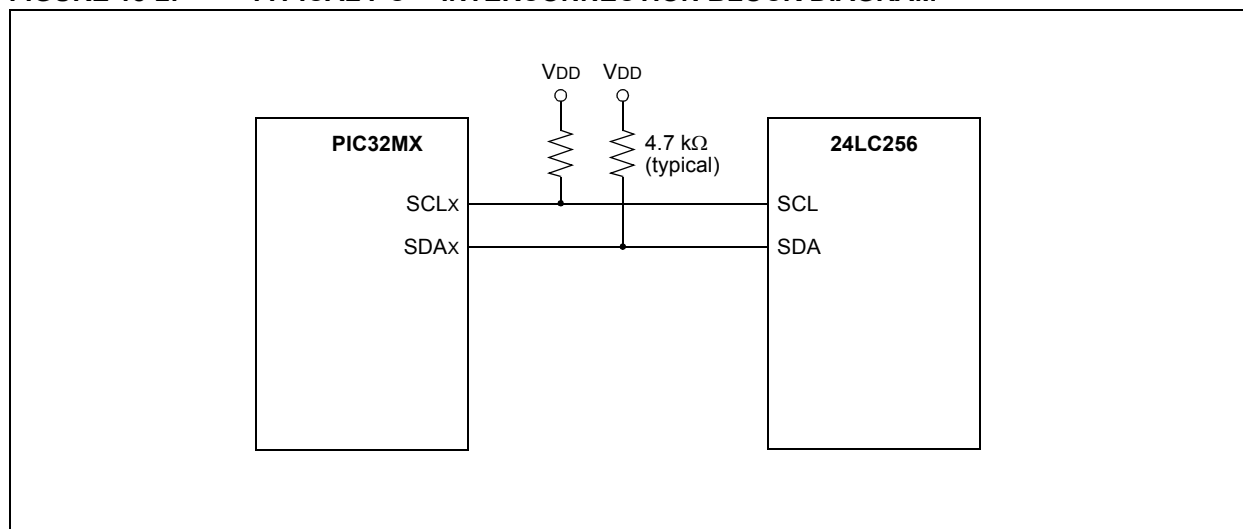 VDD VDD
PIC32MX
4.7 kΩ
(typical)
24LC256
SCLx
SCL
SDAx
SDA